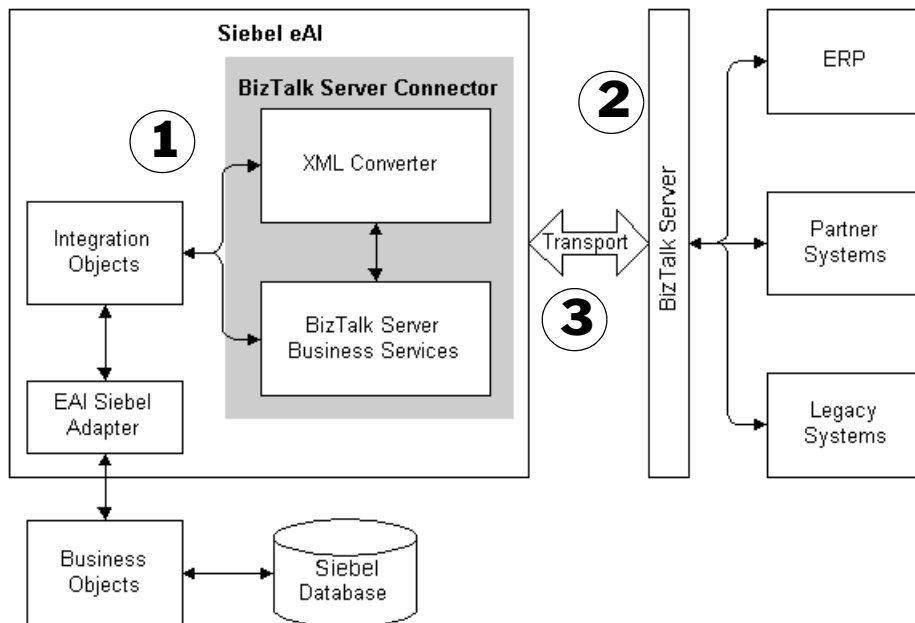 Siebel eAI
BizTalk Server Connector
1
XML Converter
Integration
Objects
BizTalk Server
Business Services
EAI Siebel
Adapter
Business
Objects
Siebel
Database
2
Transport
3
BizTalk Server
ERP
Partner
Systems
Legacy
Systems